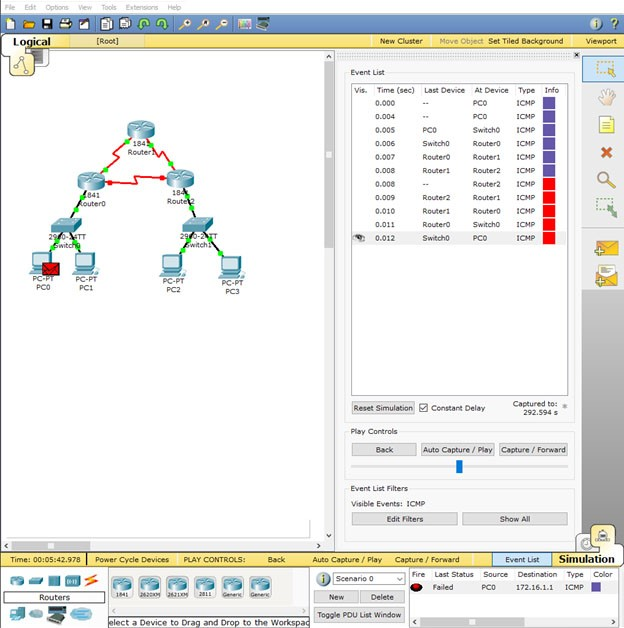 File Edit Options View Tools Extensions Help
Logical [Root] New Cluster Move Object Set Tiled Background Viewport
Event List
Vis. Time (sec) Last Device At Device Type Info
0.000 -- PC0 ICMP
0.004 -- PC0 ICMP
0.005 PC0 Switch0 ICMP
0.006 Switch0 Router0 ICMP
0.007 Router0 Router1 ICMP
0.008 Router1 Router2 ICMP
0.008 -- Router2 ICMP
0.009 Router2 Router1 ICMP
0.010 Router1 Router0 ICMP
0.011 Router0 Switch0 ICMP
0.012 Switch0 PC0 ICMP
1841
Router1
1841
Router0
1841
Router2
2960-24TT
Switch0
2960-24TT
Switch1
PC-PT
PC0
PC-PT
PC1
PC-PT
PC2
PC-PT
PC3
Reset Simulation Constant Delay Captured to:
292.594 s
Play Controls
Back Auto Capture / Play Capture / Forward
Event List Filters
Visible Events: ICMP
Edit Filters Show All
Time: 00:05:42.978 Power Cycle Devices PLAY CONTROLS: Back Auto Capture / Play Capture / Forward Event List Simulation
Routers
1841 2620XM 2621XM 2811 Generic Generic
Select a Device to Drag and Drop to the Workspac
Scenario 0
New Delete
Toggle PDU List Window
Fire Last Status Source Destination Type Color
Failed PC0 172.16.1.1 ICMP